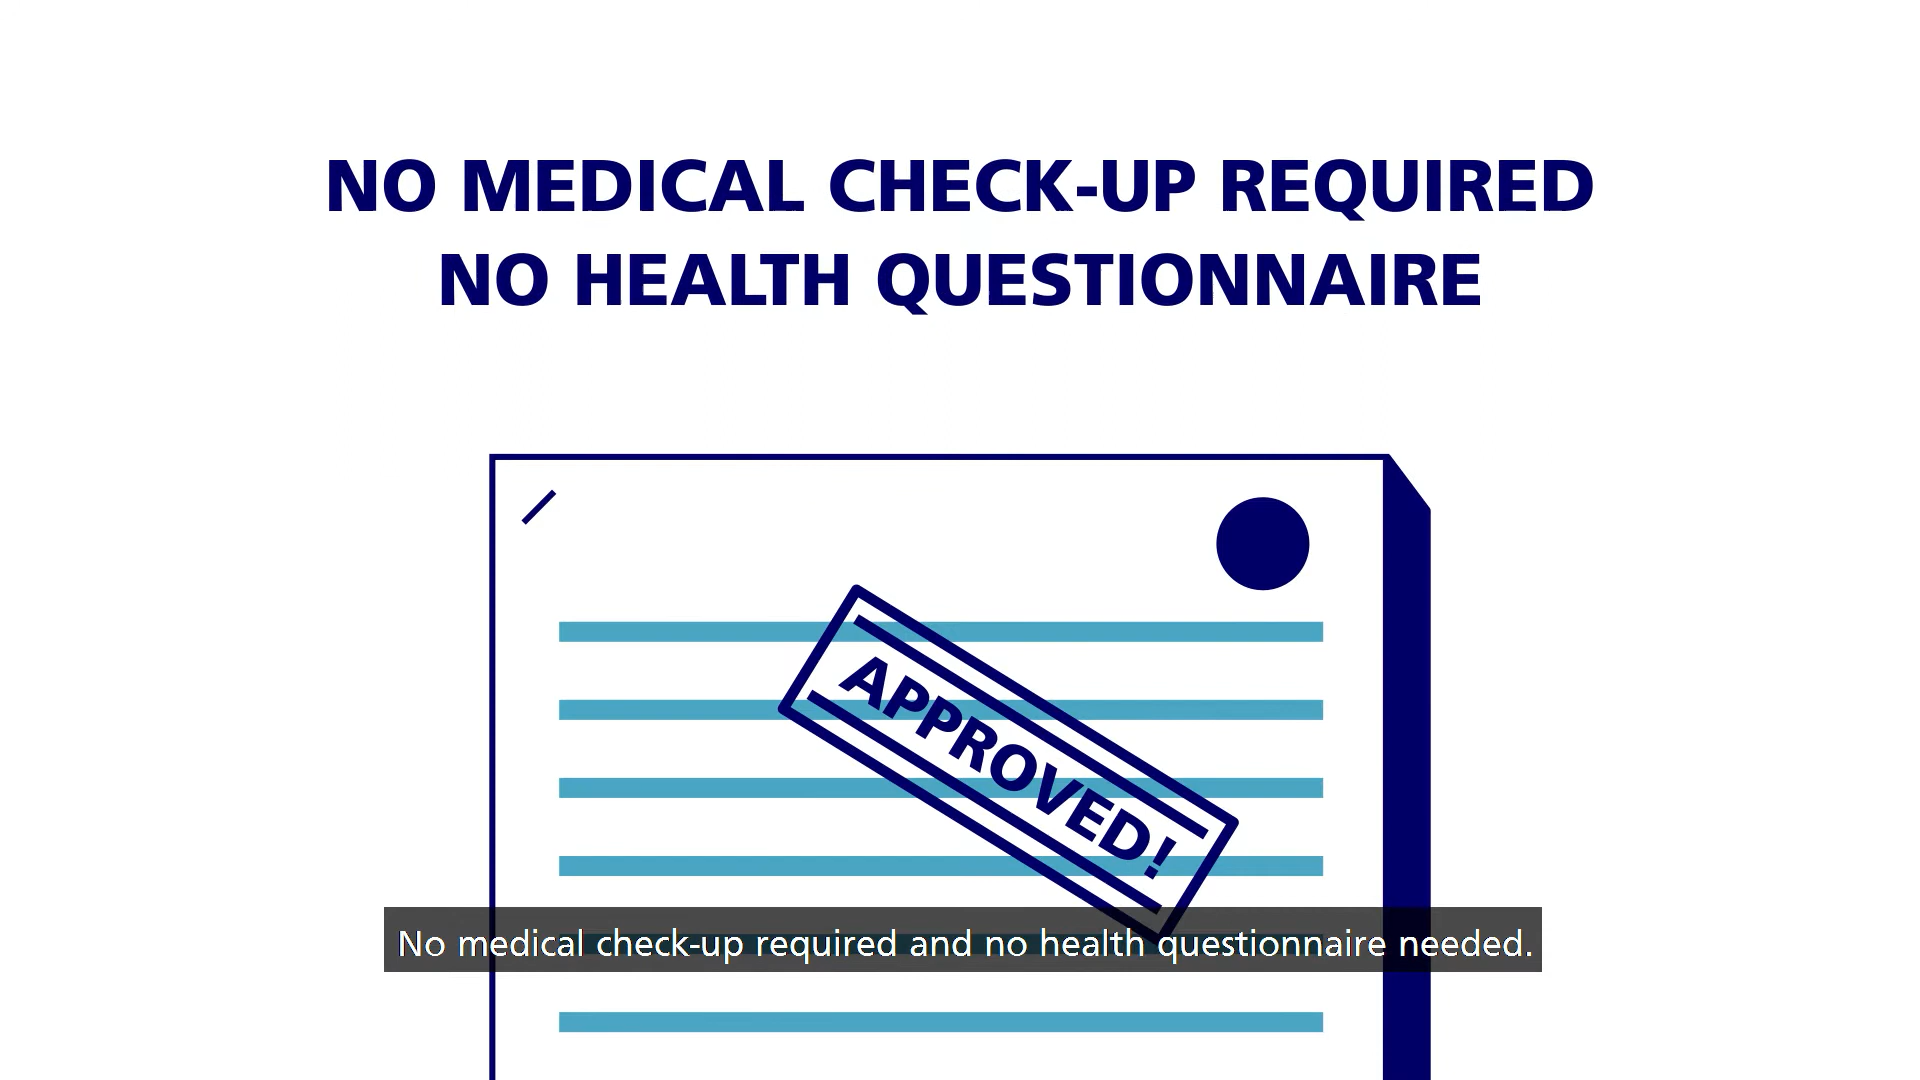 NO MEDICAL CHECK-UP REQUIRED
NO HEALTH QUESTIONNAIRE
APPROVED!
No medical check-up required and no health questionnaire needed.